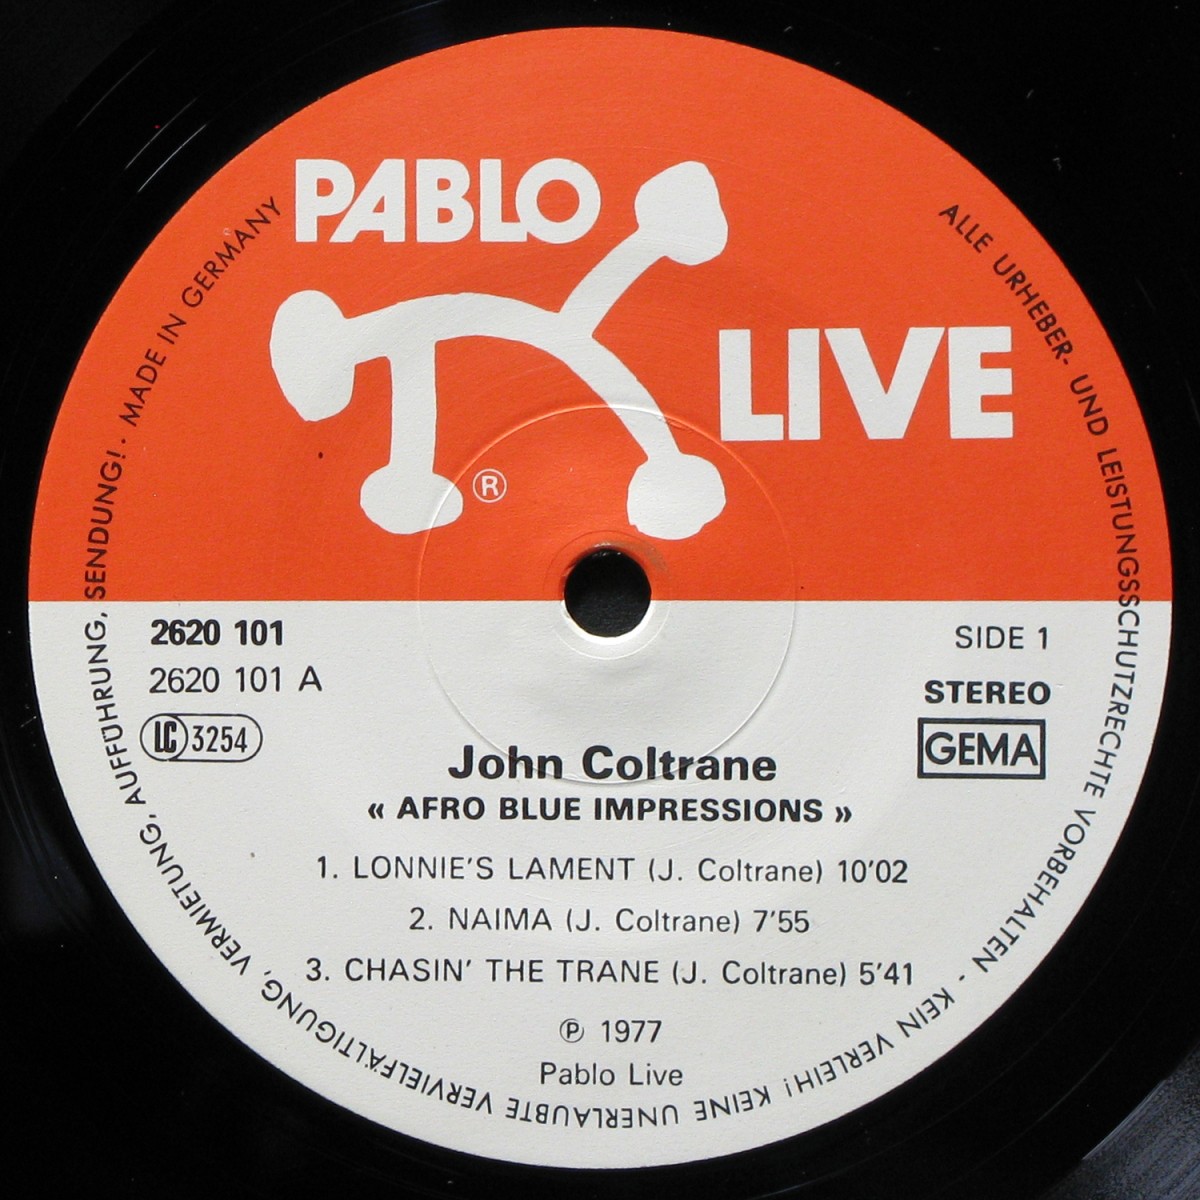 PABLO
LIVE
®
2620 101
2620 101 A
LC 3254
SIDE 1
STEREO
GEMA
John Coltrane
« AFRO BLUE IMPRESSIONS »
1. LONNIE'S LAMENT (J. Coltrane) 10'02
2. NAIMA (J. Coltrane) 7'55
3. CHASIN' THE TRANE (J. Coltrane) 5'41
℗ 1977
Pablo Live
ALLE URHEBER- UND LEISTUNGSSCHUTZRECHTE VORBEHALTEN - KEIN VERLEIH! KEINE UNERLAUBTE VERVIELFÄLTIGUNG, VERMIETUNG, AUFFÜHRUNG, SENDUNG! · MADE IN GERMANY